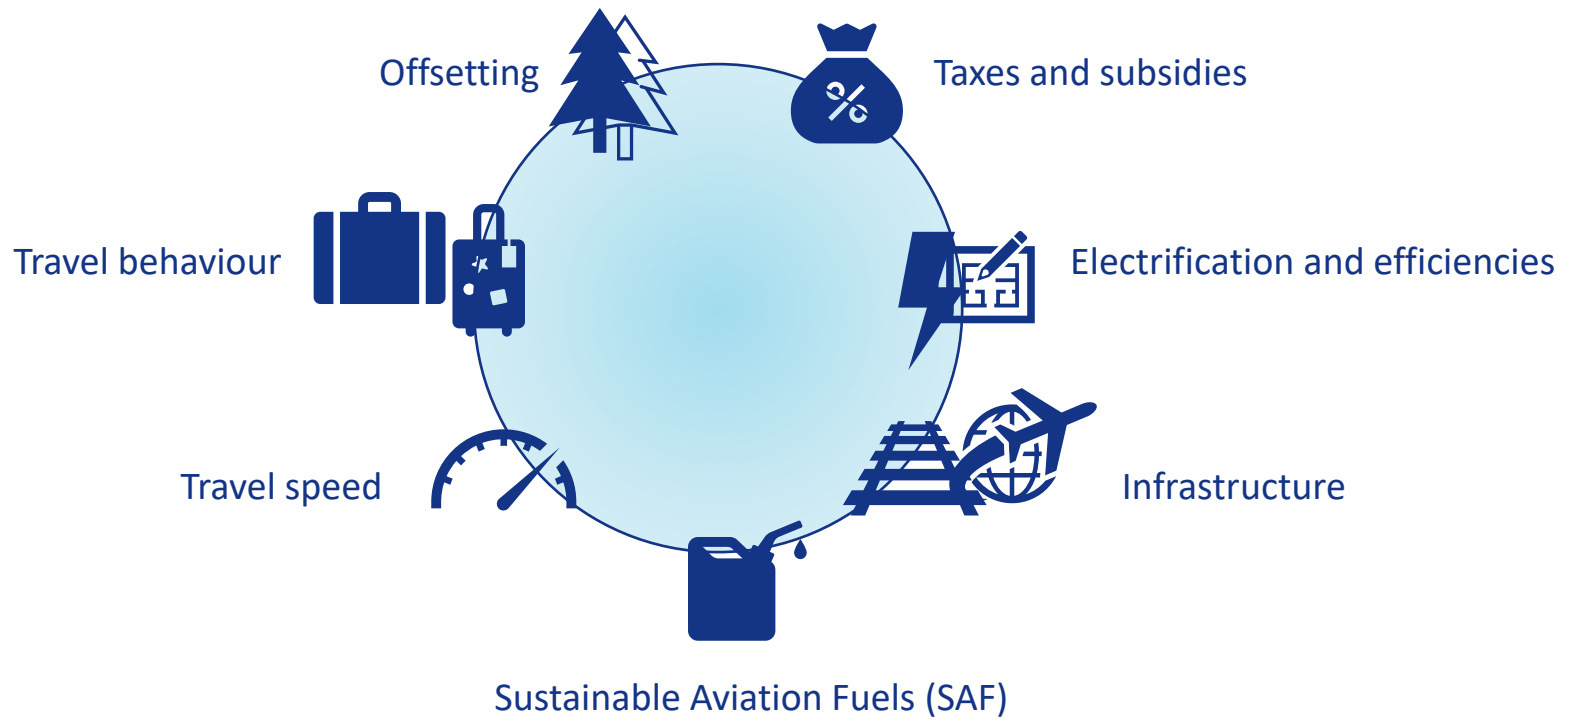 Offsetting
Taxes and subsidies
Travel behaviour
Electrification and efficiencies
Travel speed
Infrastructure
Sustainable Aviation Fuels (SAF)
%